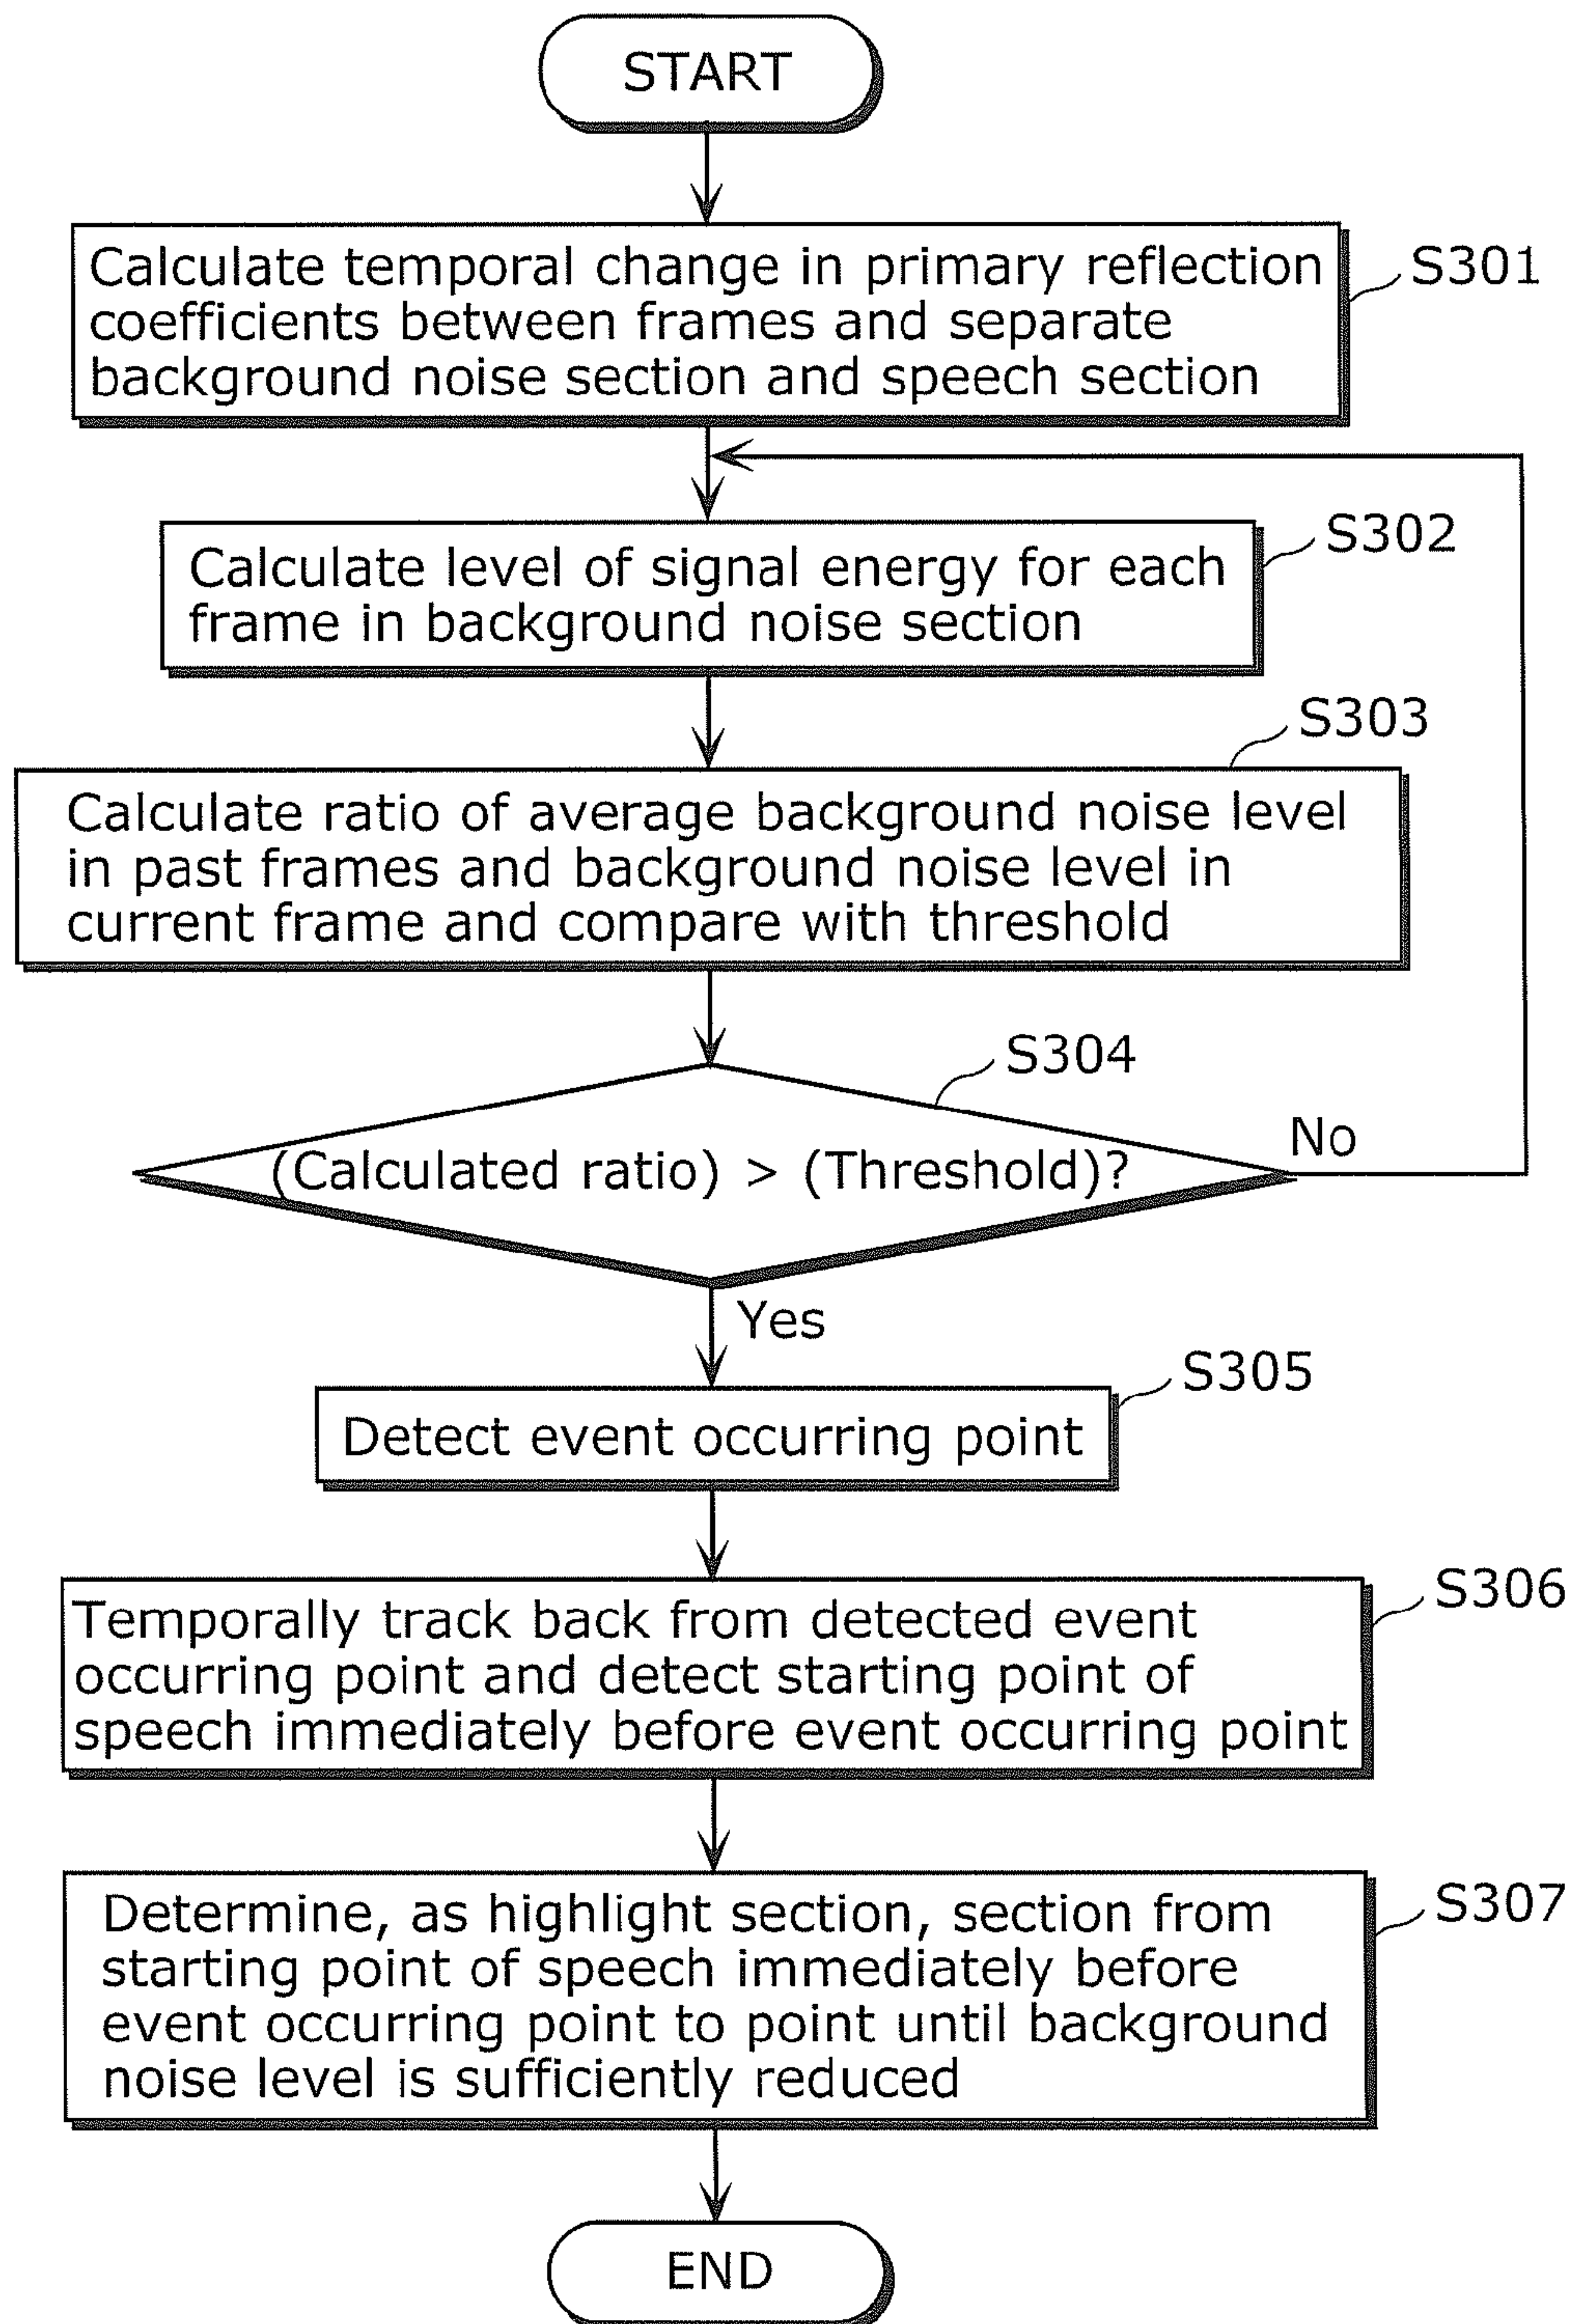 START
Calculate temporal change in primary reflection
coefficients between frames and separate
background noise section and speech section
S301
Calculate level of signal energy for each
frame in background noise section
S302
S303
Calculate ratio of average background noise level
in past frames and background noise level in
current frame and compare with threshold
S304
(Calculated ratio) > (Threshold)?
No
Yes
S305
Detect event occurring point
Temporally track back from detected event
occurring point and detect starting point of
speech immediately before event occurring point
S306
Determine, as highlight section, section from
starting point of speech immediately before
event occurring point to point until background
noise level is sufficiently reduced
S307
END